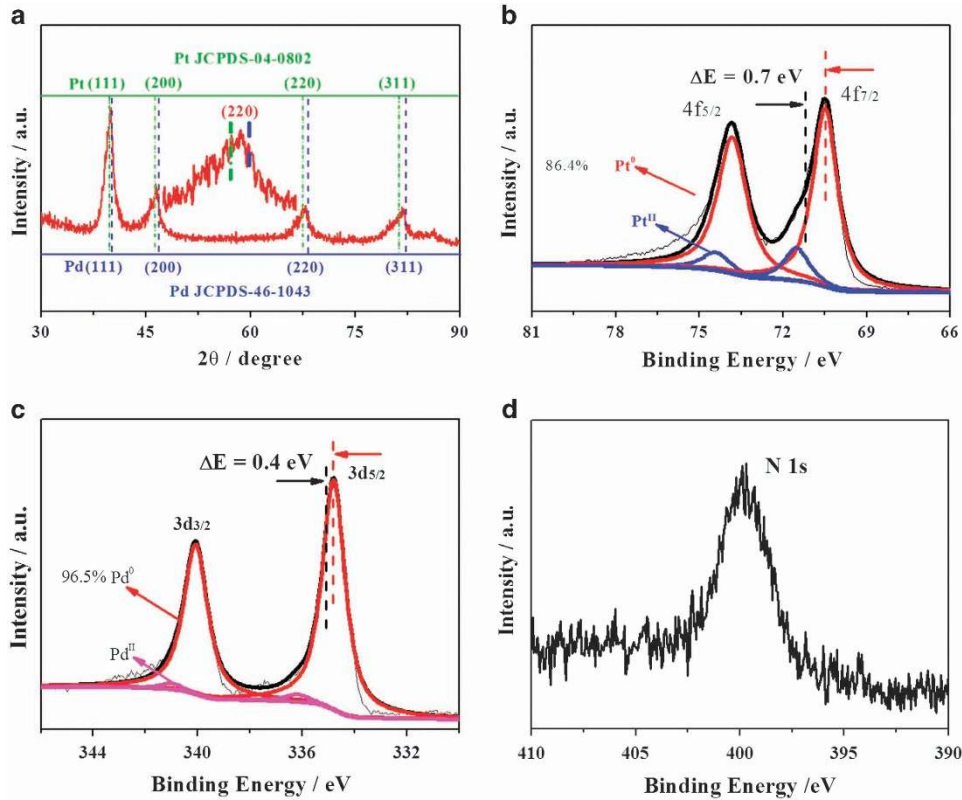 a
Pt JCPDS-04-0802
Pt (111) (200) (220) (311)
(220)
Pd(111) (200) (220) (311)
Pd JCPDS-46-1043
Intensity / a.u.
30 45 60 75 90
2θ / degree
b
ΔE = 0.7 eV
4f5/2 4f7/2
86.4%
Pt⁰
Ptᴵᴵ
Intensity / a.u.
81 78 75 72 69 66
Binding Energy / eV
c
ΔE = 0.4 eV
3d5/2
3d3/2
96.5% Pd⁰
Pdᴵᴵ
Intensity / a.u.
344 340 336 332
Binding Energy / eV
d
N 1s
Intensity / a.u.
410 405 400 395 390
Binding Energy /eV